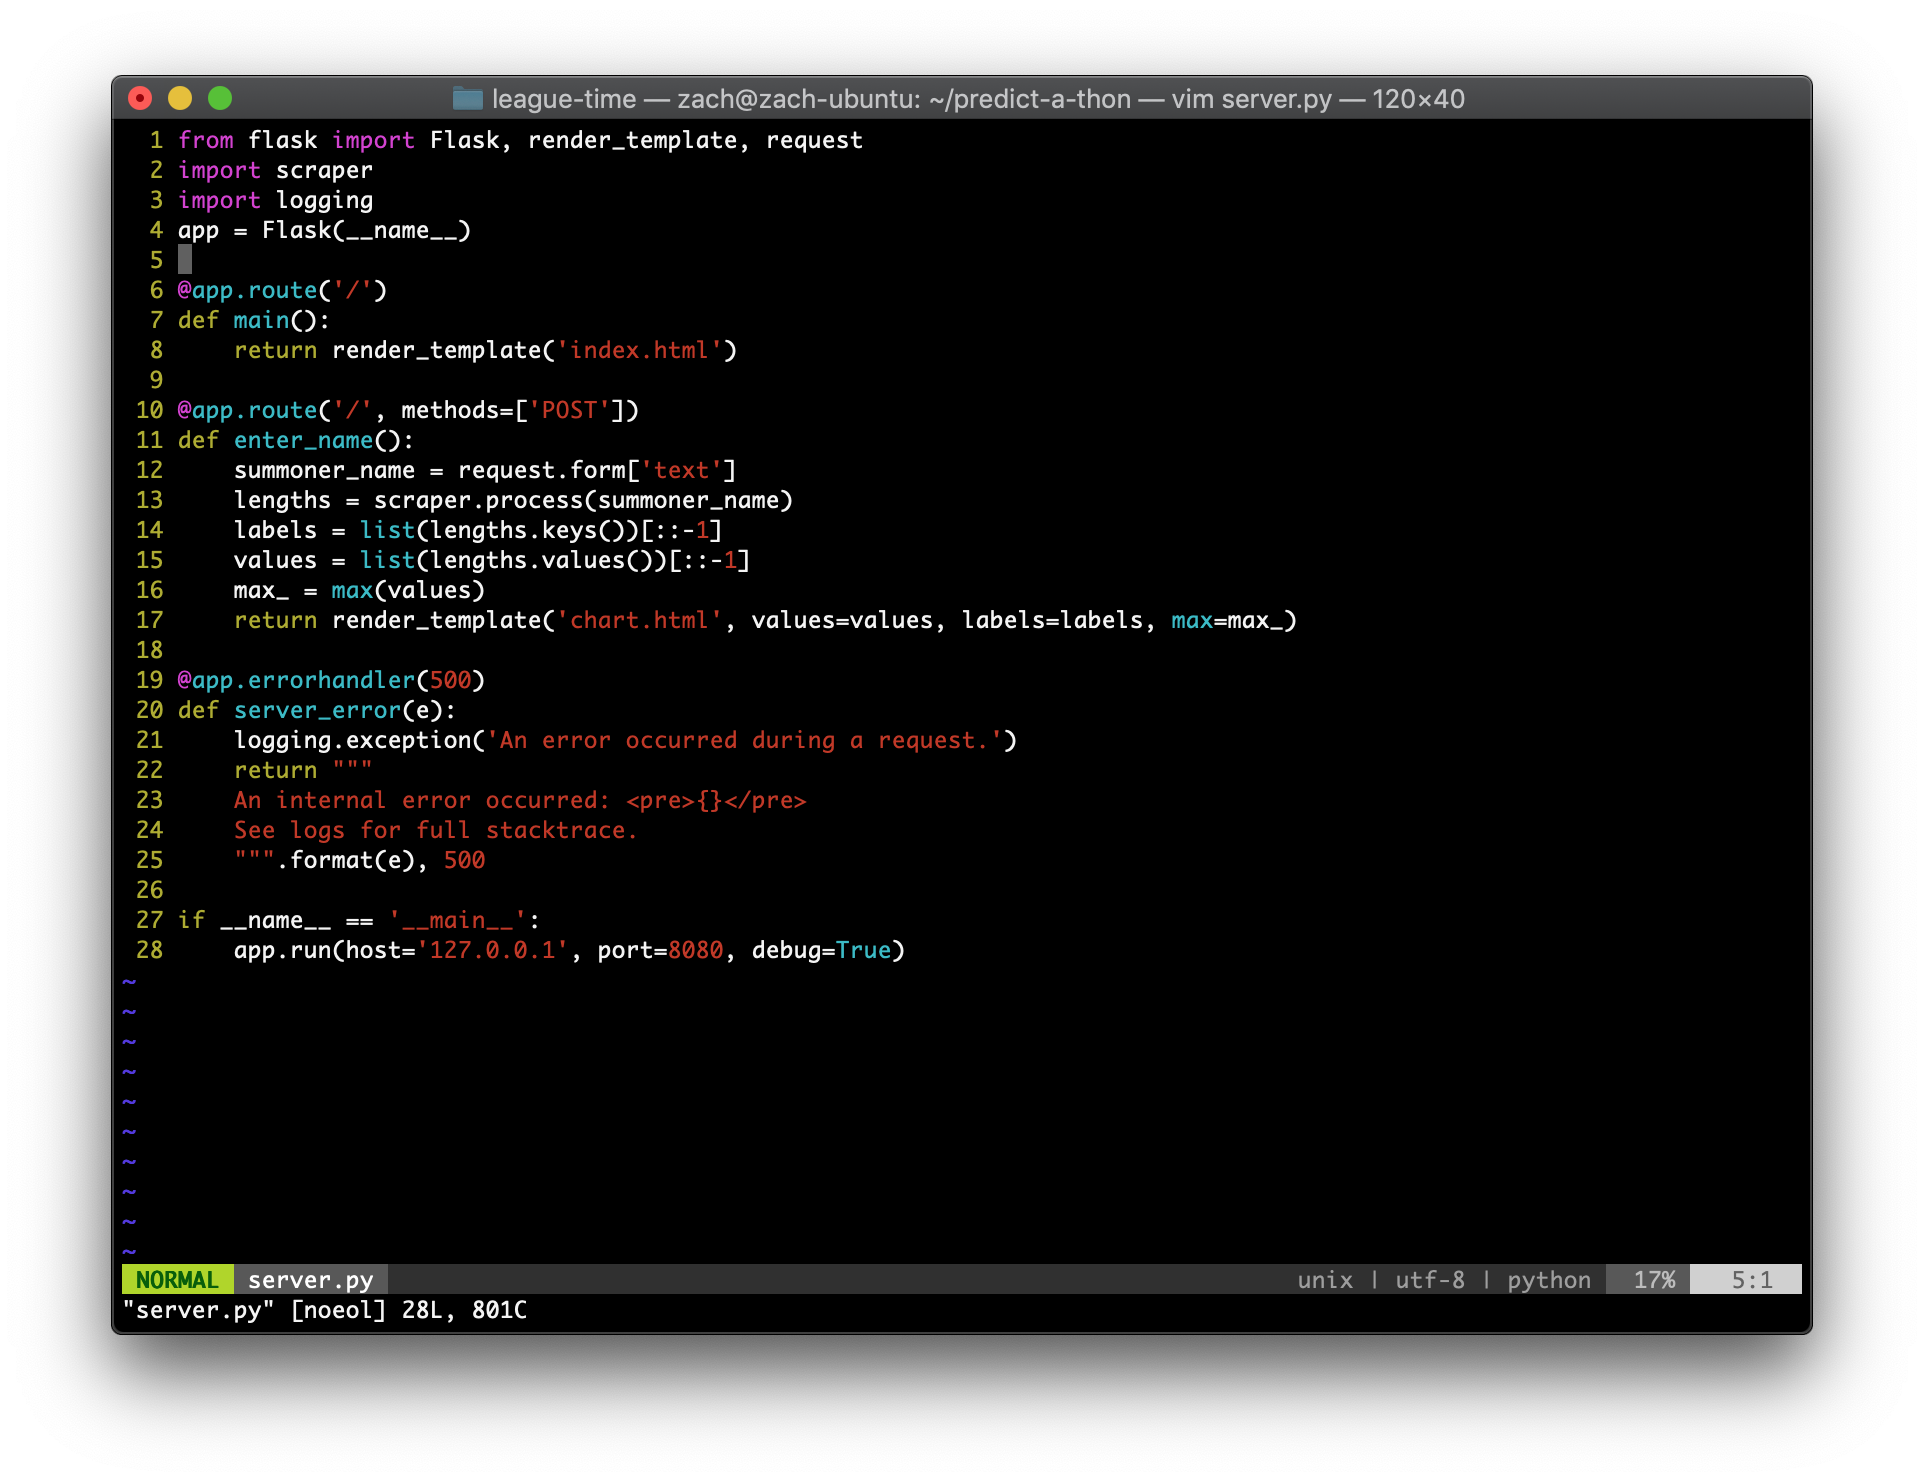 league-time — zach@zach-ubuntu: ~/predict-a-thon — vim server.py — 120×40
1 from flask import Flask, render_template, request
2 import scraper
3 import logging
4 app = Flask(__name__)
5
6 @app.route('/')
7 def main():
8     return render_template('index.html')
9
10 @app.route('/', methods=['POST'])
11 def enter_name():
12     summoner_name = request.form['text']
13     lengths = scraper.process(summoner_name)
14     labels = list(lengths.keys())[::-1]
15     values = list(lengths.values())[::-1]
16     max_ = max(values)
17     return render_template('chart.html', values=values, labels=labels, max=max_)
18
19 @app.errorhandler(500)
20 def server_error(e):
21     logging.exception('An error occurred during a request.')
22     return """
23     An internal error occurred: <pre>{}</pre>
24     See logs for full stacktrace.
25     """.format(e), 500
26
27 if __name__ == '__main__':
28     app.run(host='127.0.0.1', port=8080, debug=True)
~
~
~
~
~
~
~
~
~
~
NORMAL server.py unix | utf-8 | python 17% 5:1
"server.py" [noeol] 28L, 801C